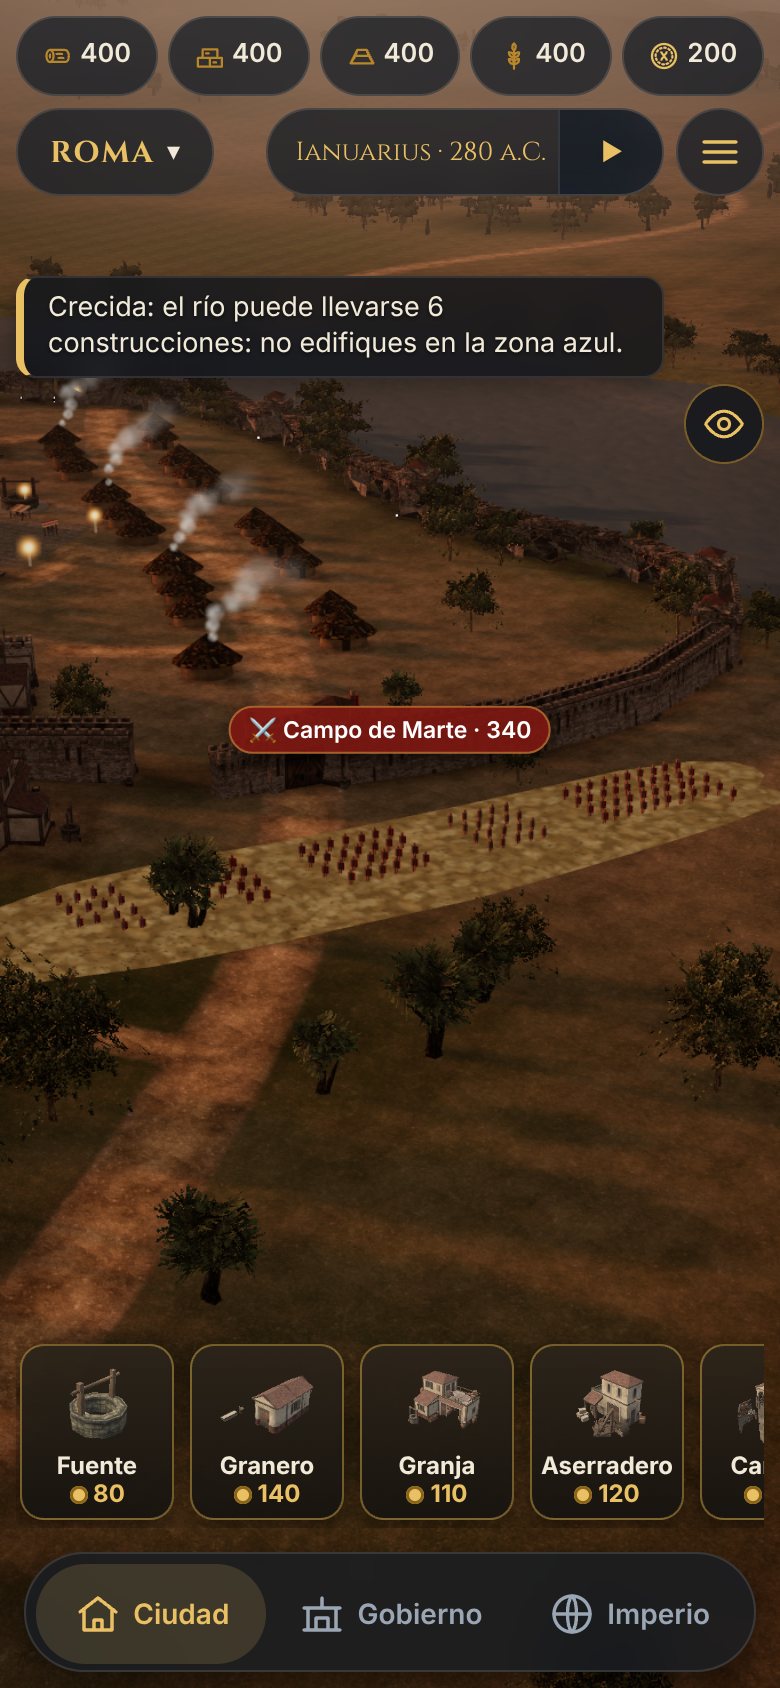 400 400 400 400 200
ROMA ▼ IANUARIUS · 280 A.C.
Crecida: el río puede llevarse 6
construcciones: no edifiques en la zona azul.
⚔ Campo de Marte · 340
Fuente Granero Granja Aserradero Ca
80 140 110 120
Ciudad Gobierno Imperio